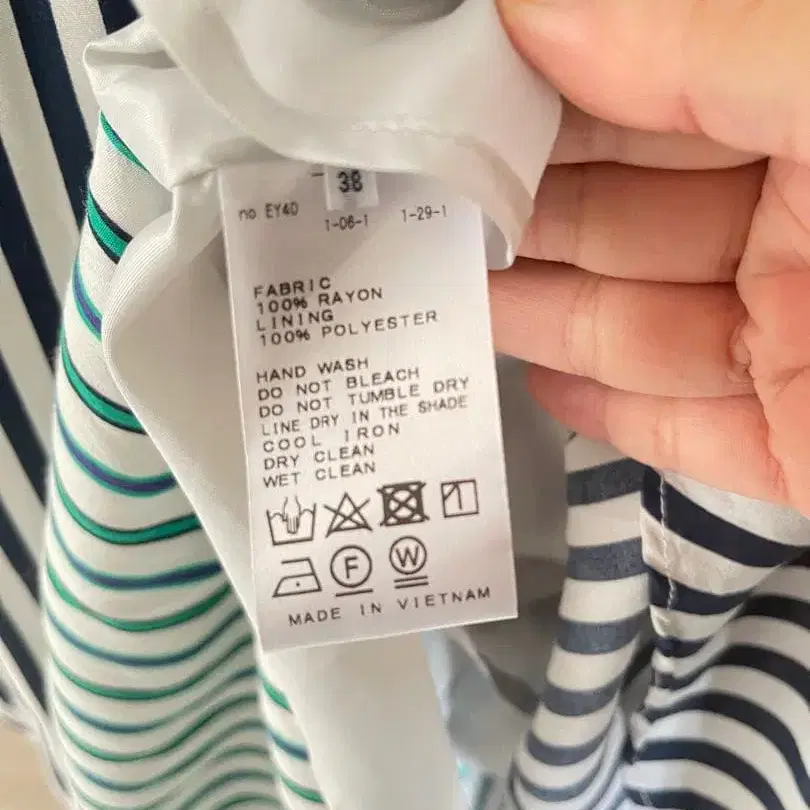 38
no EY40
1-06-1 1-29-1
FABRIC
100% RAYON
LINING
100% POLYESTER
HAND WASH
DO NOT BLEACH
DO NOT TUMBLE DRY
LINE DRY IN THE SHADE
COOL IRON
DRY CLEAN
WET CLEAN
F W
MADE IN VIETNAM